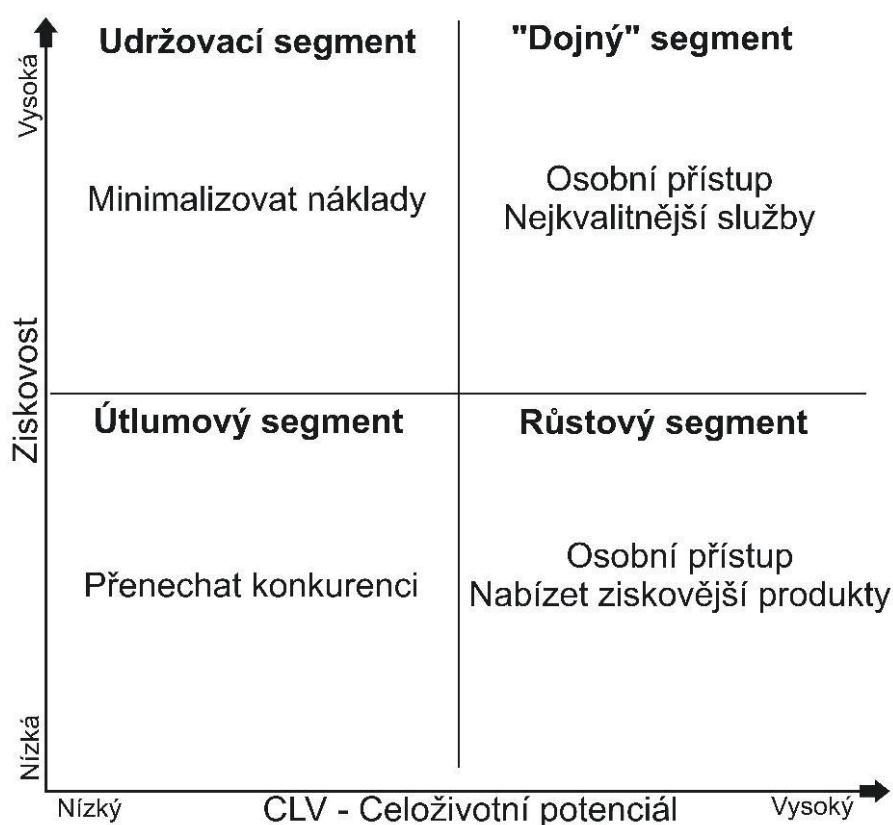 Udržovací segment
"Dojný" segment
Vysoká
Minimalizovat náklady
Osobní přístup
Nejkvalitnější služby
Ziskovost
Útlumový segment
Růstový segment
Přenechat konkurenci
Osobní přístup
Nabízet ziskovější produkty
Nízká
Nízký
CLV - Celoživotní potenciál
Vysoký